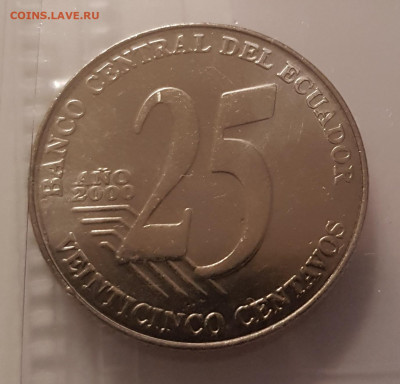 COINS.LAVE.RU
BANCO CENTRAL DEL ECUADOR
25
AÑO
2000
VEINTICINCO CENTAVOS